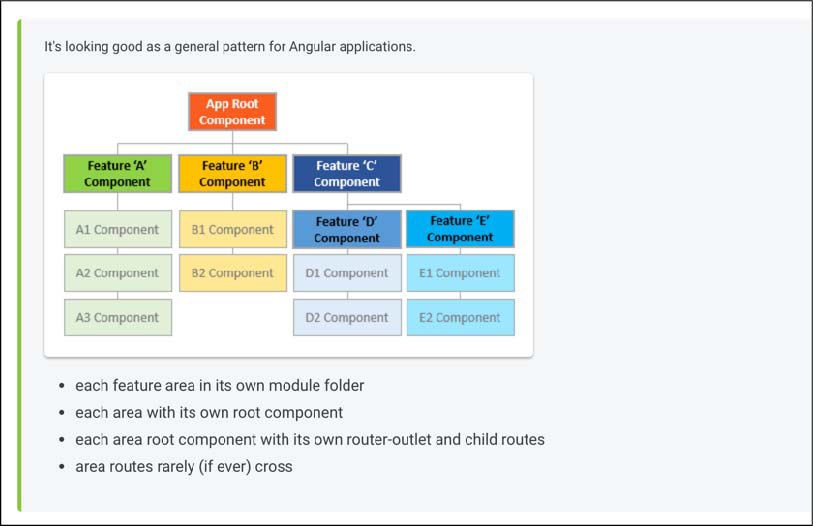 It's looking good as a general pattern for Angular applications.
App Root
Component
Feature ‘A’
Component
Feature ‘B’
Component
Feature ‘C’
Component
A1 Component
B1 Component
Feature ‘D’
Component
Feature ‘E’
Component
A2 Component
B2 Component
D1 Component
E1 Component
A3 Component
D2 Component
E2 Component
• each feature area in its own module folder
• each area with its own root component
• each area root component with its own router-outlet and child routes
• area routes rarely (if ever) cross